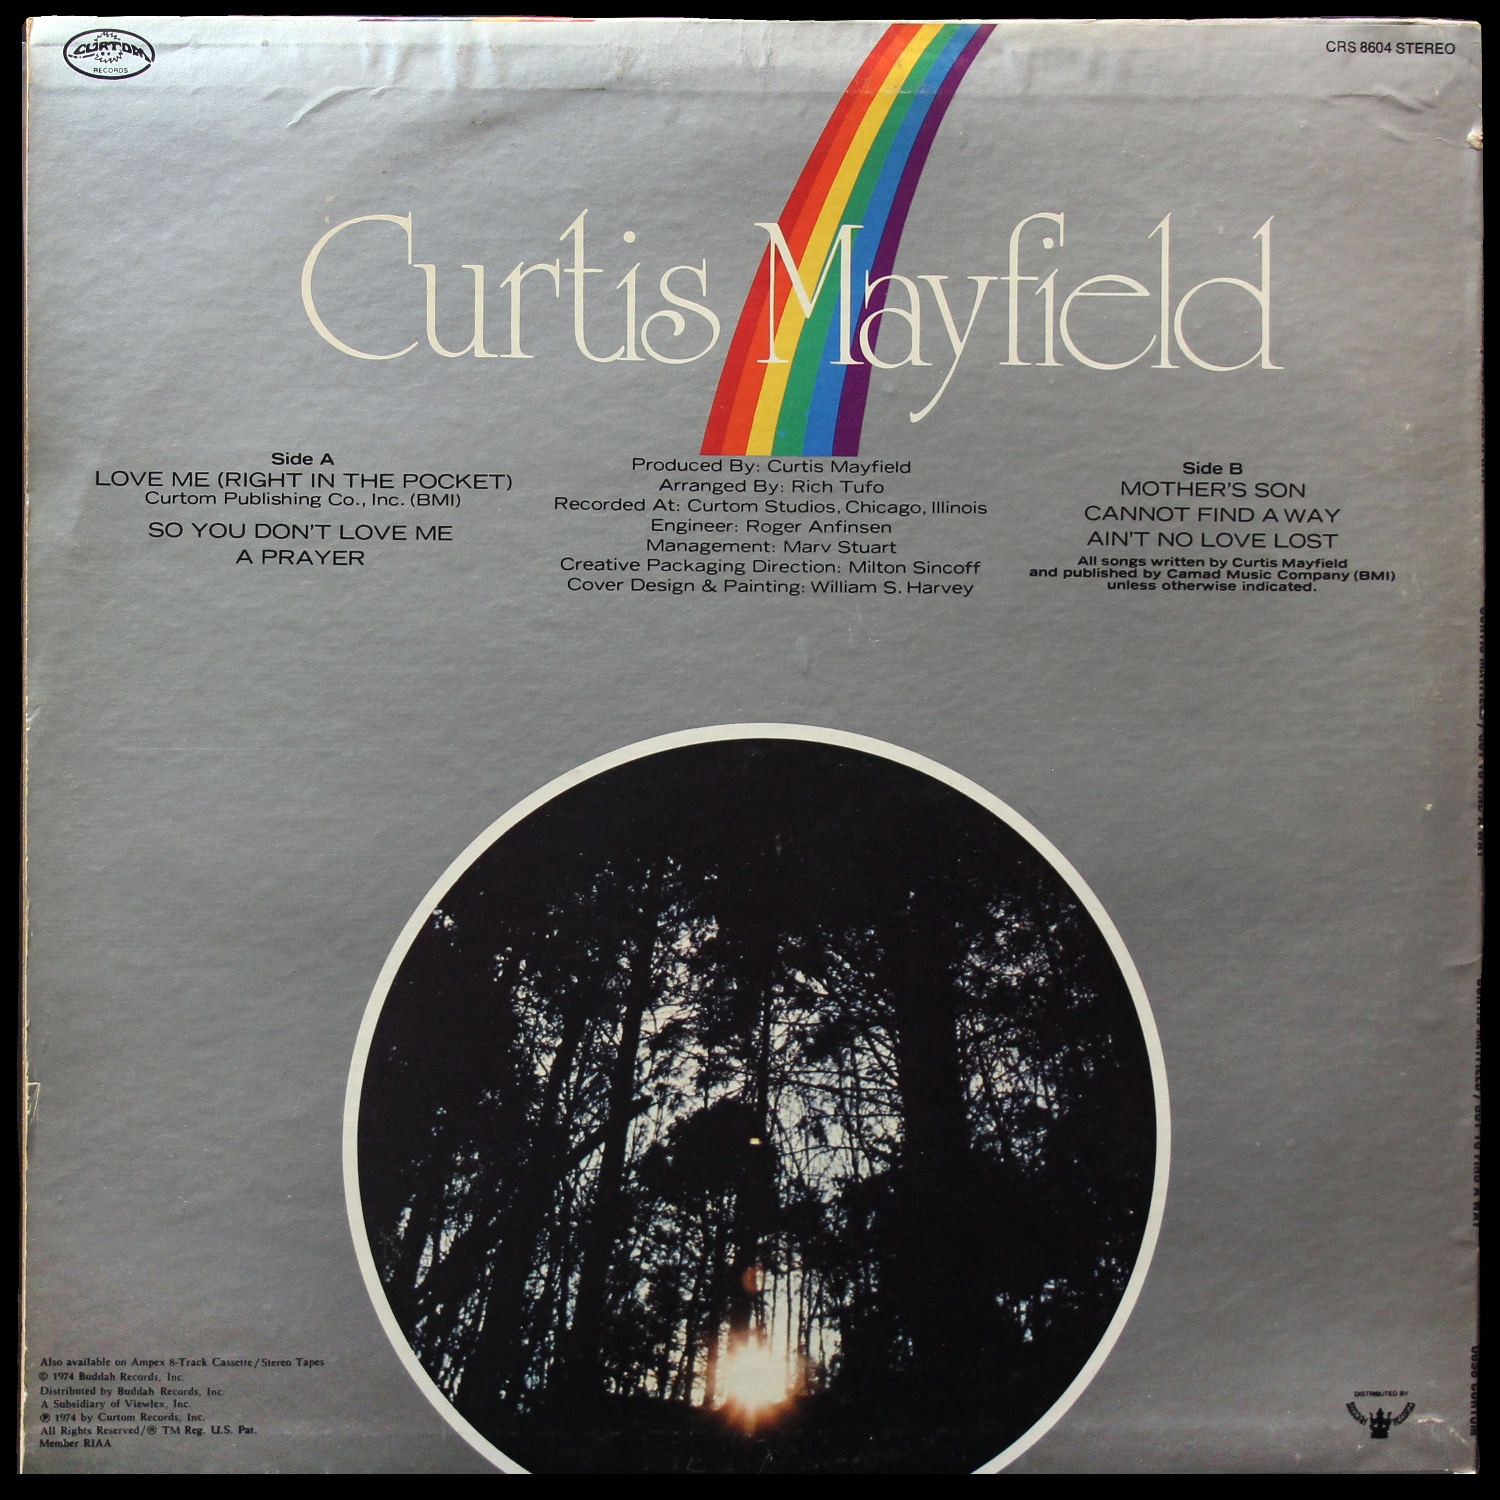 CURTOM
RECORDS
CRS 8604 STEREO
Curtis Mayfield
Side A
LOVE ME (RIGHT IN THE POCKET)
Curtom Publishing Co., Inc. (BMI)
SO YOU DON'T LOVE ME
A PRAYER
Produced By: Curtis Mayfield
Arranged By: Rich Tufo
Recorded At: Curtom Studios, Chicago, Illinois
Engineer: Roger Anfinsen
Management: Marv Stuart
Creative Packaging Direction: Milton Sincoff
Cover Design & Painting: William S. Harvey
Side B
MOTHER'S SON
CANNOT FIND A WAY
AIN'T NO LOVE LOST
All songs written by Curtis Mayfield
and published by Camad Music Company (BMI)
unless otherwise indicated.
Also available on Ampex 8-Track Cassette/Stereo Tapes
© 1974 Buddah Records, Inc.
Distributed by Buddah Records, Inc.
A Subsidiary of Viewlex, Inc.
℗ 1974 by Curtom Records, Inc.
All Rights Reserved/® TM Reg. U.S. Pat.
Member RIAA
DISTRIBUTED BY
BUDDAH RECORDS